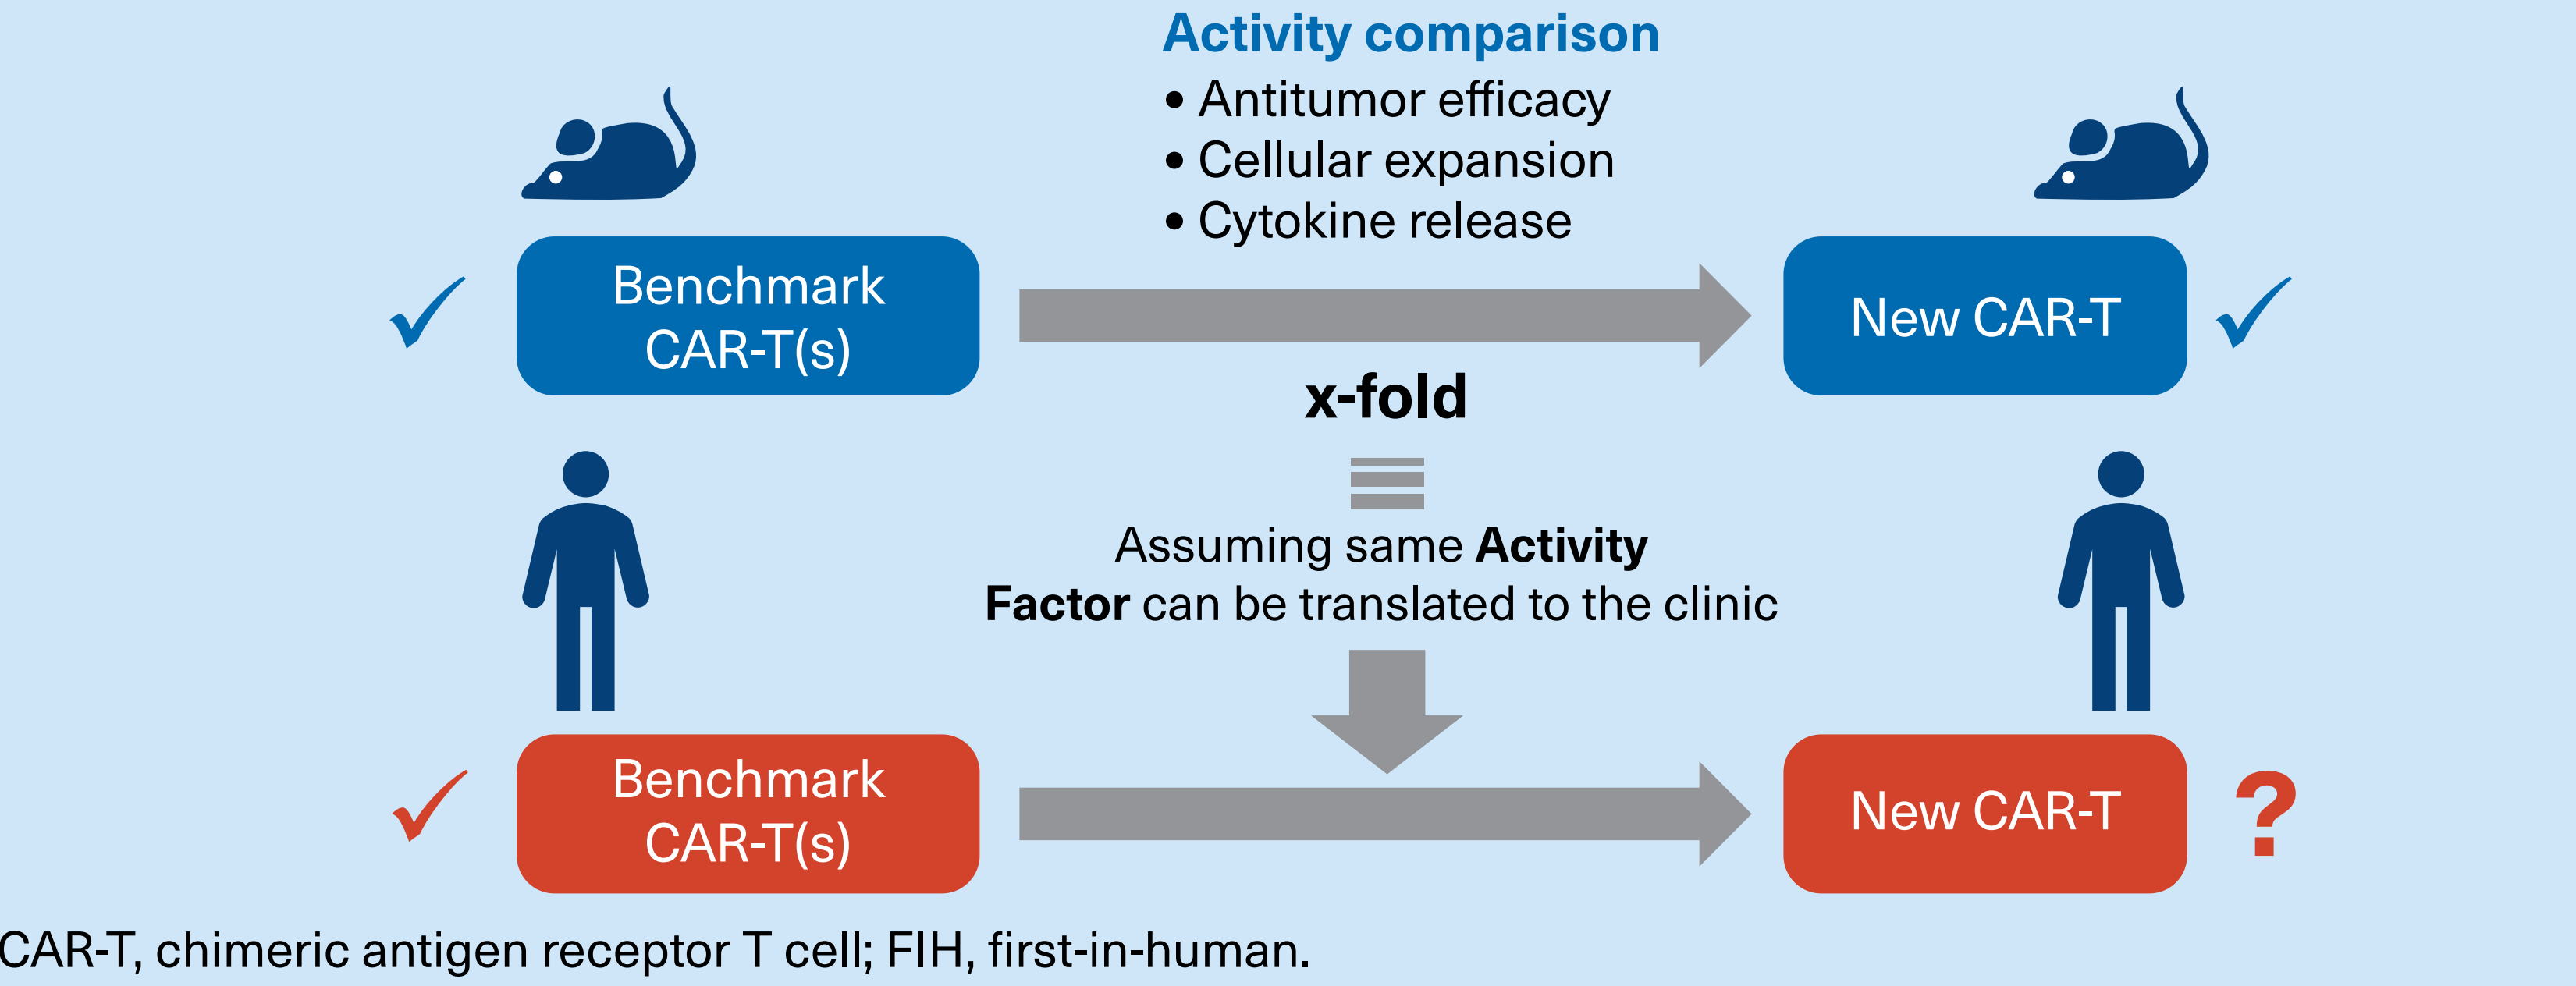 Activity comparison
• Antitumor efficacy
• Cellular expansion
• Cytokine release
Benchmark
CAR-T(s)
New CAR-T
x-fold
Assuming same Activity
Factor can be translated to the clinic
Benchmark
CAR-T(s)
New CAR-T
?
CAR-T, chimeric antigen receptor T cell; FIH, first-in-human.